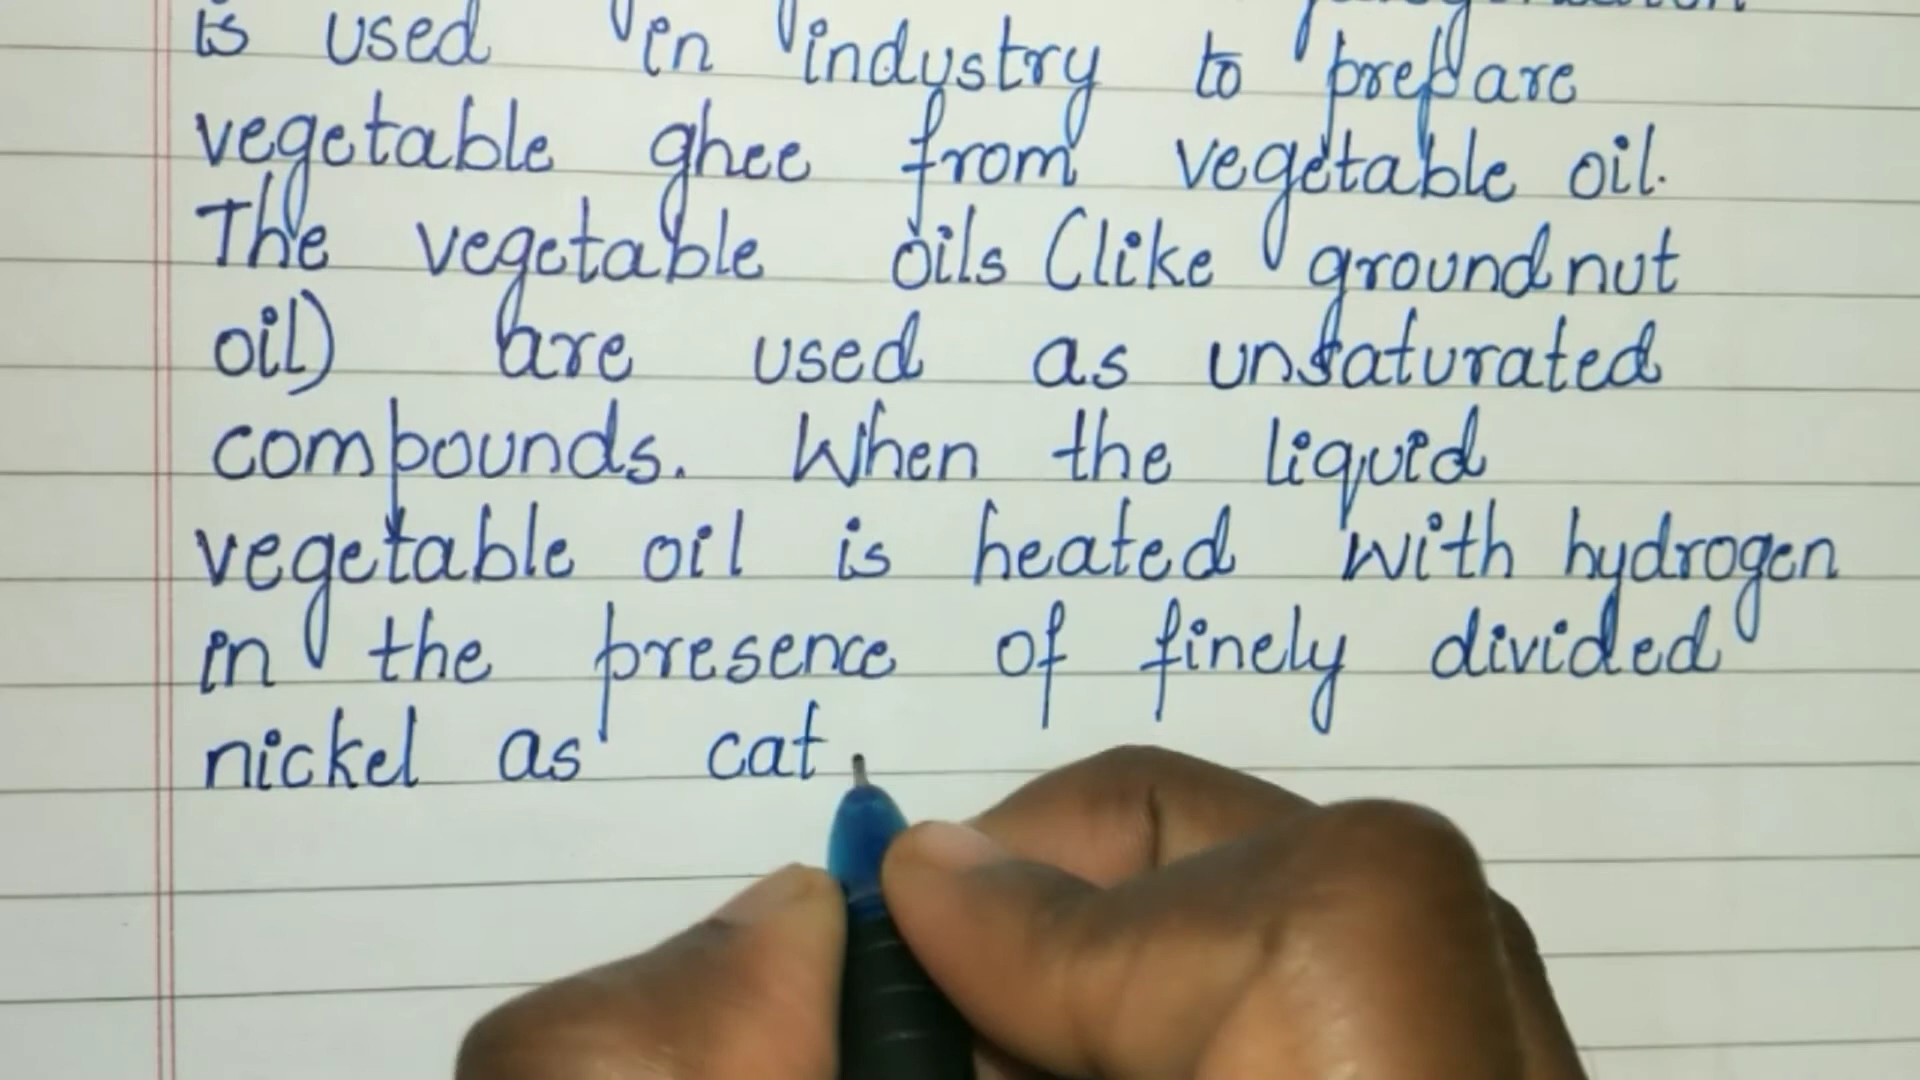 is used in industry to prepare
vegetable ghee from vegetable oil.
The vegetable oils (like groundnut
oil) are used as unsaturated
compounds. When the liquid
vegetable oil is heated with hydrogen
in the presence of finely divided
nickel as cat